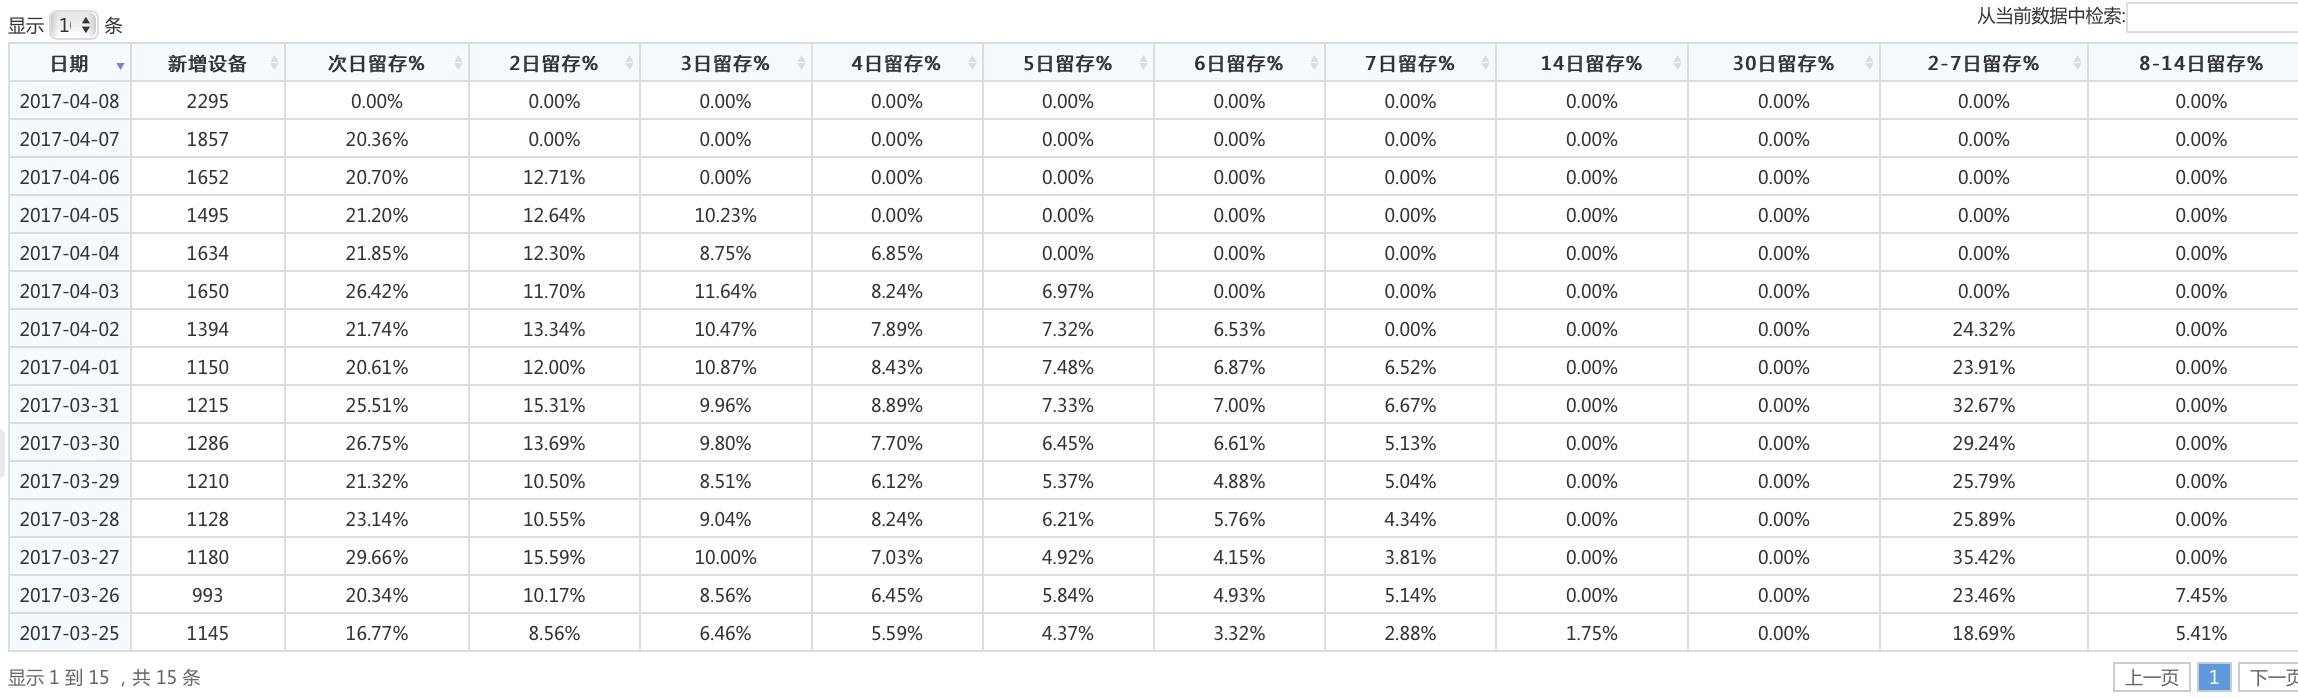 显示 1 条
从当前数据中检索:
日期 新增设备 次日留存% 2日留存% 3日留存% 4日留存% 5日留存% 6日留存% 7日留存% 14日留存% 30日留存% 2-7日留存% 8-14日留存%
2017-04-08 2295 0.00% 0.00% 0.00% 0.00% 0.00% 0.00% 0.00% 0.00% 0.00% 0.00% 0.00%
2017-04-07 1857 20.36% 0.00% 0.00% 0.00% 0.00% 0.00% 0.00% 0.00% 0.00% 0.00% 0.00%
2017-04-06 1652 20.70% 12.71% 0.00% 0.00% 0.00% 0.00% 0.00% 0.00% 0.00% 0.00% 0.00%
2017-04-05 1495 21.20% 12.64% 10.23% 0.00% 0.00% 0.00% 0.00% 0.00% 0.00% 0.00% 0.00%
2017-04-04 1634 21.85% 12.30% 8.75% 6.85% 0.00% 0.00% 0.00% 0.00% 0.00% 0.00% 0.00%
2017-04-03 1650 26.42% 11.70% 11.64% 8.24% 6.97% 0.00% 0.00% 0.00% 0.00% 0.00% 0.00%
2017-04-02 1394 21.74% 13.34% 10.47% 7.89% 7.32% 6.53% 0.00% 0.00% 0.00% 24.32% 0.00%
2017-04-01 1150 20.61% 12.00% 10.87% 8.43% 7.48% 6.87% 6.52% 0.00% 0.00% 23.91% 0.00%
2017-03-31 1215 25.51% 15.31% 9.96% 8.89% 7.33% 7.00% 6.67% 0.00% 0.00% 32.67% 0.00%
2017-03-30 1286 26.75% 13.69% 9.80% 7.70% 6.45% 6.61% 5.13% 0.00% 0.00% 29.24% 0.00%
2017-03-29 1210 21.32% 10.50% 8.51% 6.12% 5.37% 4.88% 5.04% 0.00% 0.00% 25.79% 0.00%
2017-03-28 1128 23.14% 10.55% 9.04% 8.24% 6.21% 5.76% 4.34% 0.00% 0.00% 25.89% 0.00%
2017-03-27 1180 29.66% 15.59% 10.00% 7.03% 4.92% 4.15% 3.81% 0.00% 0.00% 35.42% 0.00%
2017-03-26 993 20.34% 10.17% 8.56% 6.45% 5.84% 4.93% 5.14% 0.00% 0.00% 23.46% 7.45%
2017-03-25 1145 16.77% 8.56% 6.46% 5.59% 4.37% 3.32% 2.88% 1.75% 0.00% 18.69% 5.41%
显示 1 到 15 ，共 15 条
上一页 1 下一页